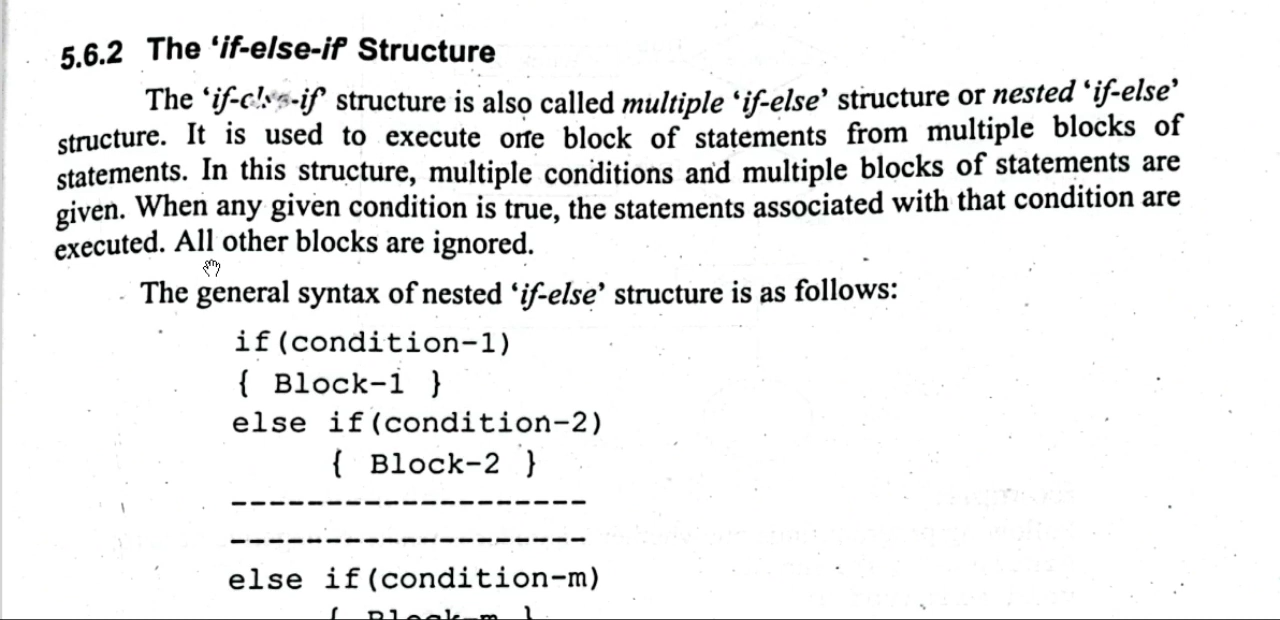 5.6.2 The ‘if-else-if’ Structure
The ‘if-else-if’ structure is also called multiple ‘if-else’ structure or nested ‘if-else’
structure. It is used to execute one block of statements from multiple blocks of
statements. In this structure, multiple conditions and multiple blocks of statements are
given. When any given condition is true, the statements associated with that condition are
executed. All other blocks are ignored.
The general syntax of nested ‘if-else’ structure is as follows:
if(condition-1)
{ Block-1 }
else if(condition-2)
{ Block-2 }
-------------------
-------------------
else if(condition-m)
{ Block-m }